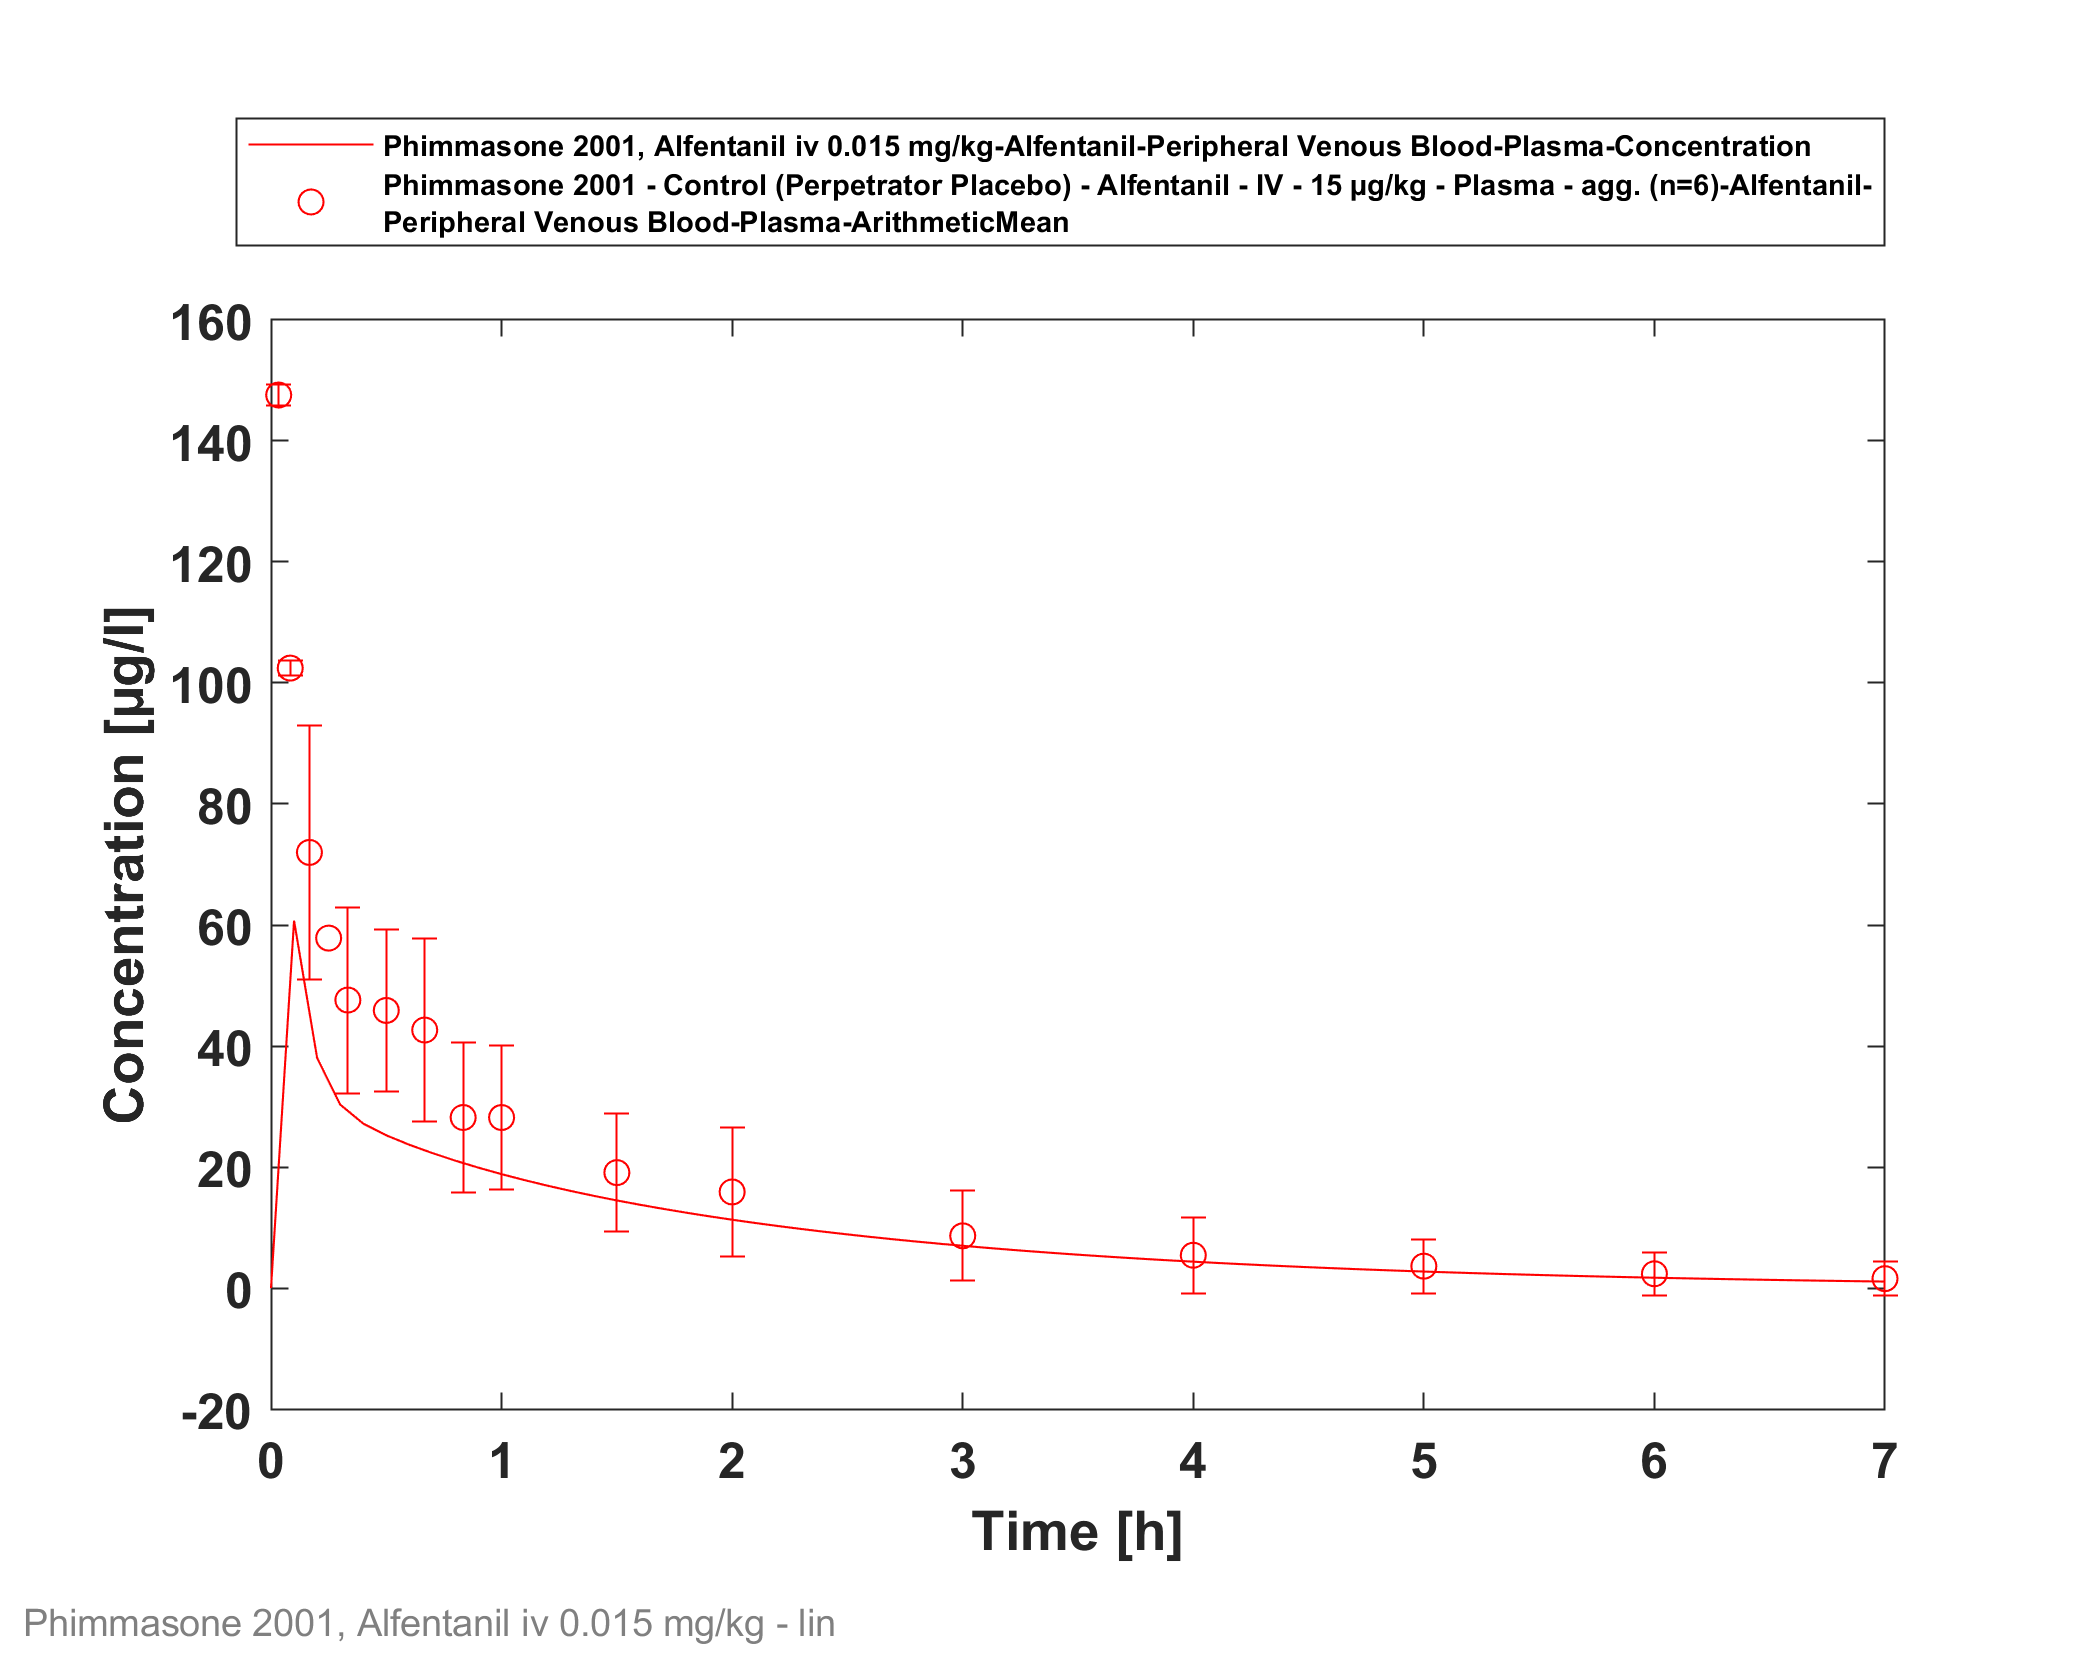 Phimmasone 2001, Alfentanil iv 0.015 mg/kg-Alfentanil-Peripheral Venous Blood-Plasma-Concentration
Phimmasone 2001 - Control (Perpetrator Placebo) - Alfentanil - IV - 15 µg/kg - Plasma - agg. (n=6)-Alfentanil-
Peripheral Venous Blood-Plasma-ArithmeticMean
160
140
120
100
80
60
40
20
0
-20
Concentration [µg/l]
0 1 2 3 4 5 6 7
Time [h]
Phimmasone 2001, Alfentanil iv 0.015 mg/kg - lin